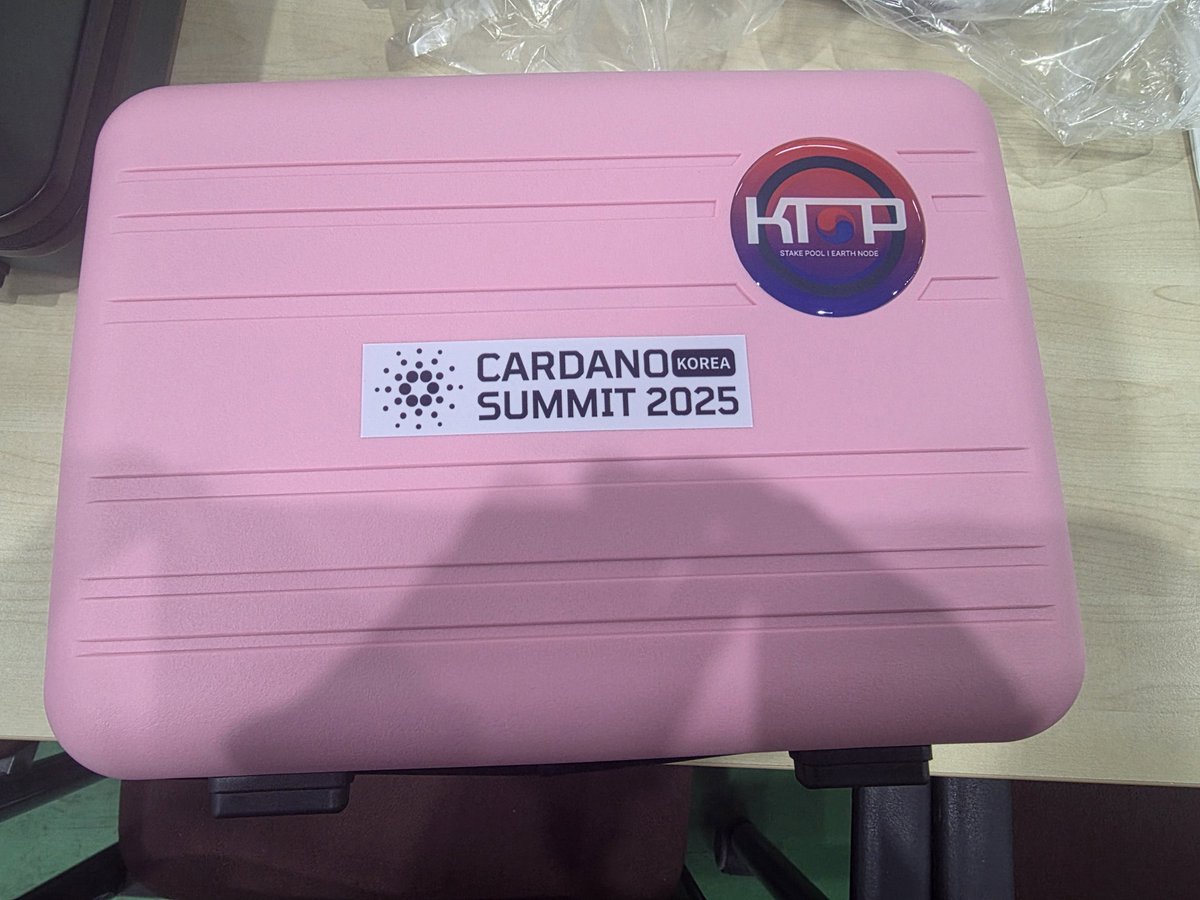 KTOP
STAKE POOL | EARTH NODE
CARDANO KOREA
SUMMIT 2025